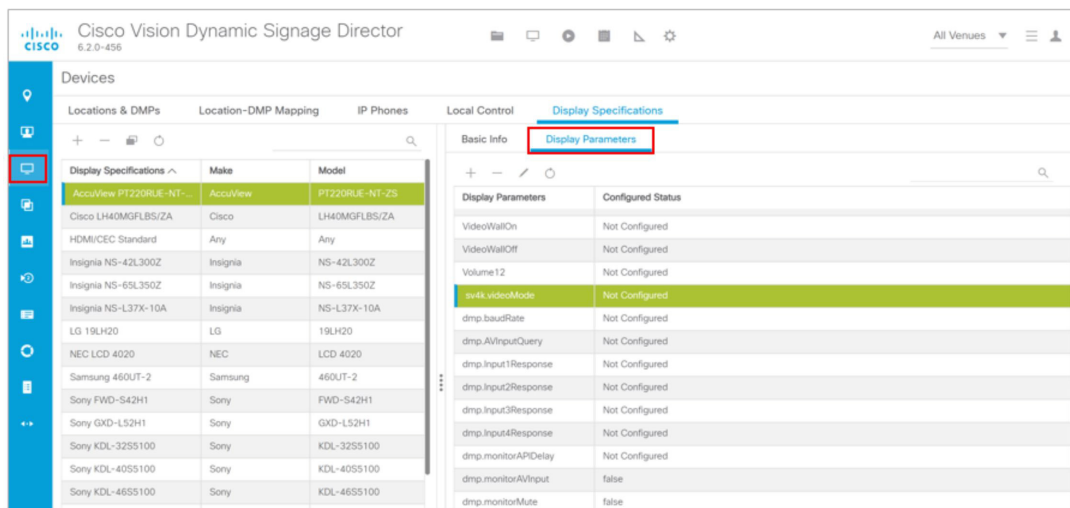 CISCO
Cisco Vision Dynamic Signage Director
6.2.0-456
All Venues
Devices
Locations & DMPs Location-DMP Mapping IP Phones Local Control Display Specifications
Basic Info Display Parameters
Display Specifications Make Model
AccuView PT220RUE-NT-... AccuView PT220RUE-NT-ZS
Cisco LH40MGFLBS/ZA Cisco LH40MGFLBS/ZA
HDMI/CEC Standard Any Any
Insignia NS-42L300Z Insignia NS-42L300Z
Insignia NS-65L350Z Insignia NS-65L350Z
Insignia NS-L37X-10A Insignia NS-L37X-10A
LG 19LH20 LG 19LH20
NEC LCD 4020 NEC LCD 4020
Samsung 460UT-2 Samsung 460UT-2
Sony FWD-S42H1 Sony FWD-S42H1
Sony GXD-L52H1 Sony GXD-L52H1
Sony KDL-32S5100 Sony KDL-32S5100
Sony KDL-40S5100 Sony KDL-40S5100
Sony KDL-46S5100 Sony KDL-46S5100
Display Parameters Configured Status
VideoWallOn Not Configured
VideoWallOff Not Configured
Volume12 Not Configured
sv4k.videoMode Not Configured
dmp.baudRate Not Configured
dmp.AVInputQuery Not Configured
dmp.Input1Response Not Configured
dmp.Input2Response Not Configured
dmp.Input3Response Not Configured
dmp.Input4Response Not Configured
dmp.monitorAPIDelay Not Configured
dmp.monitorAVInput false
dmp.monitorMute false